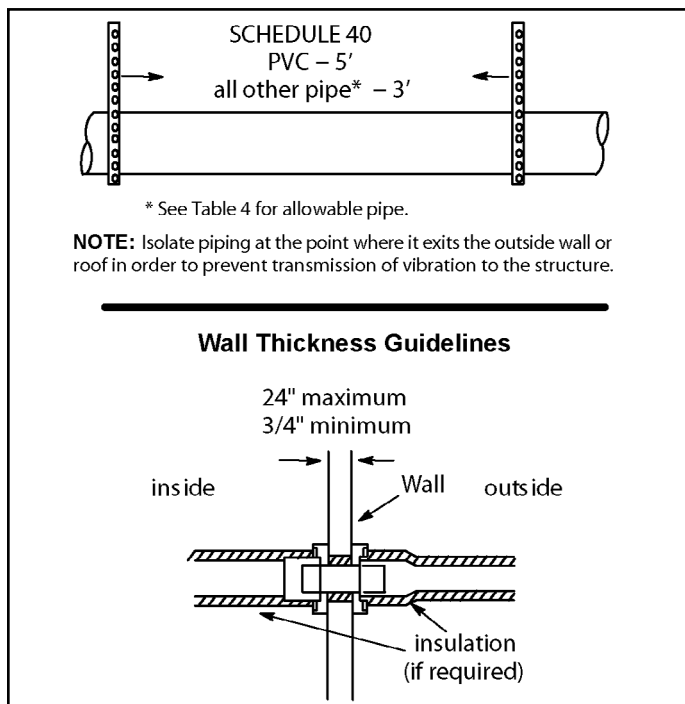 SCHEDULE 40
PVC – 5′
all other pipe* – 3′
* See Table 4 for allowable pipe.
NOTE: Isolate piping at the point where it exits the outside wall or
roof in order to prevent transmission of vibration to the structure.
Wall Thickness Guidelines
24" maximum
3/4" minimum
inside
Wall
outside
insulation
(if required)